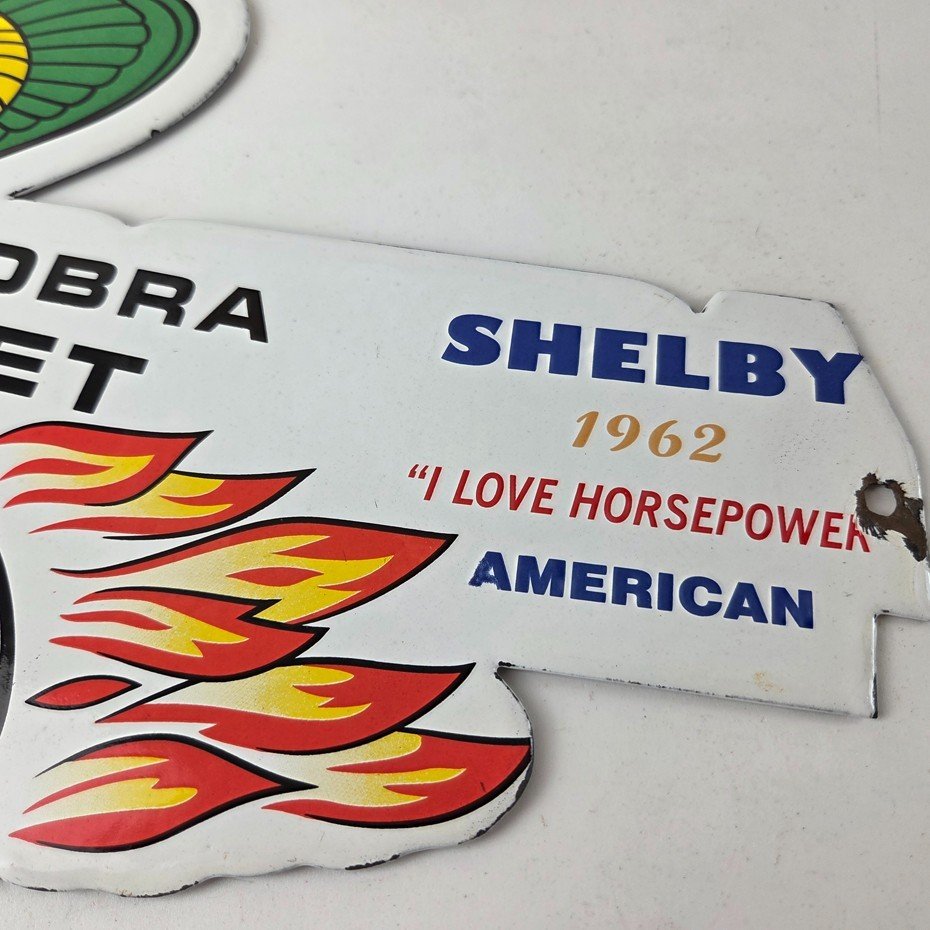 OBRA
ET
SHELBY
1962
“I LOVE HORSEPOWER
AMERICAN